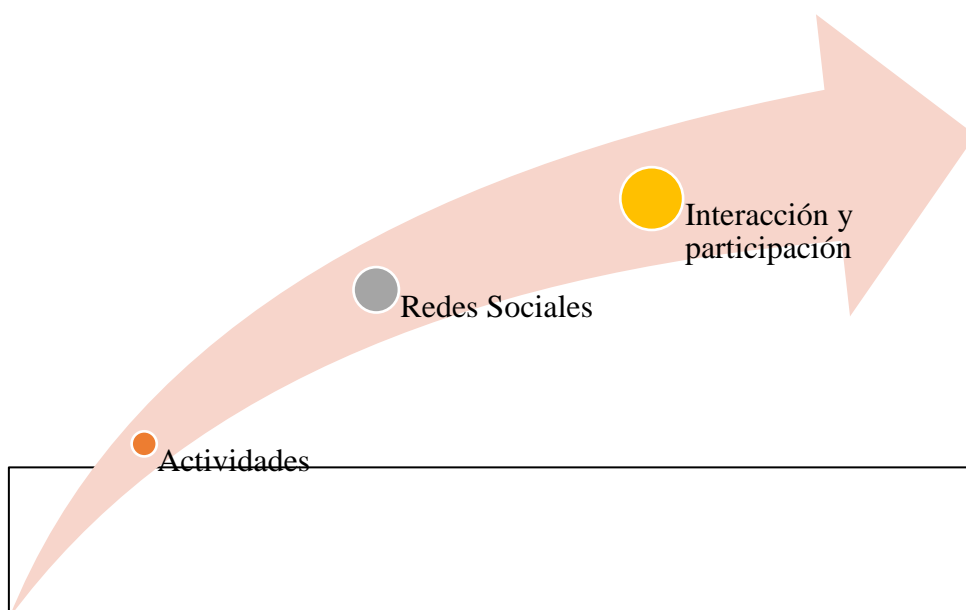 Interacción y
participación
Redes Sociales
Actividades